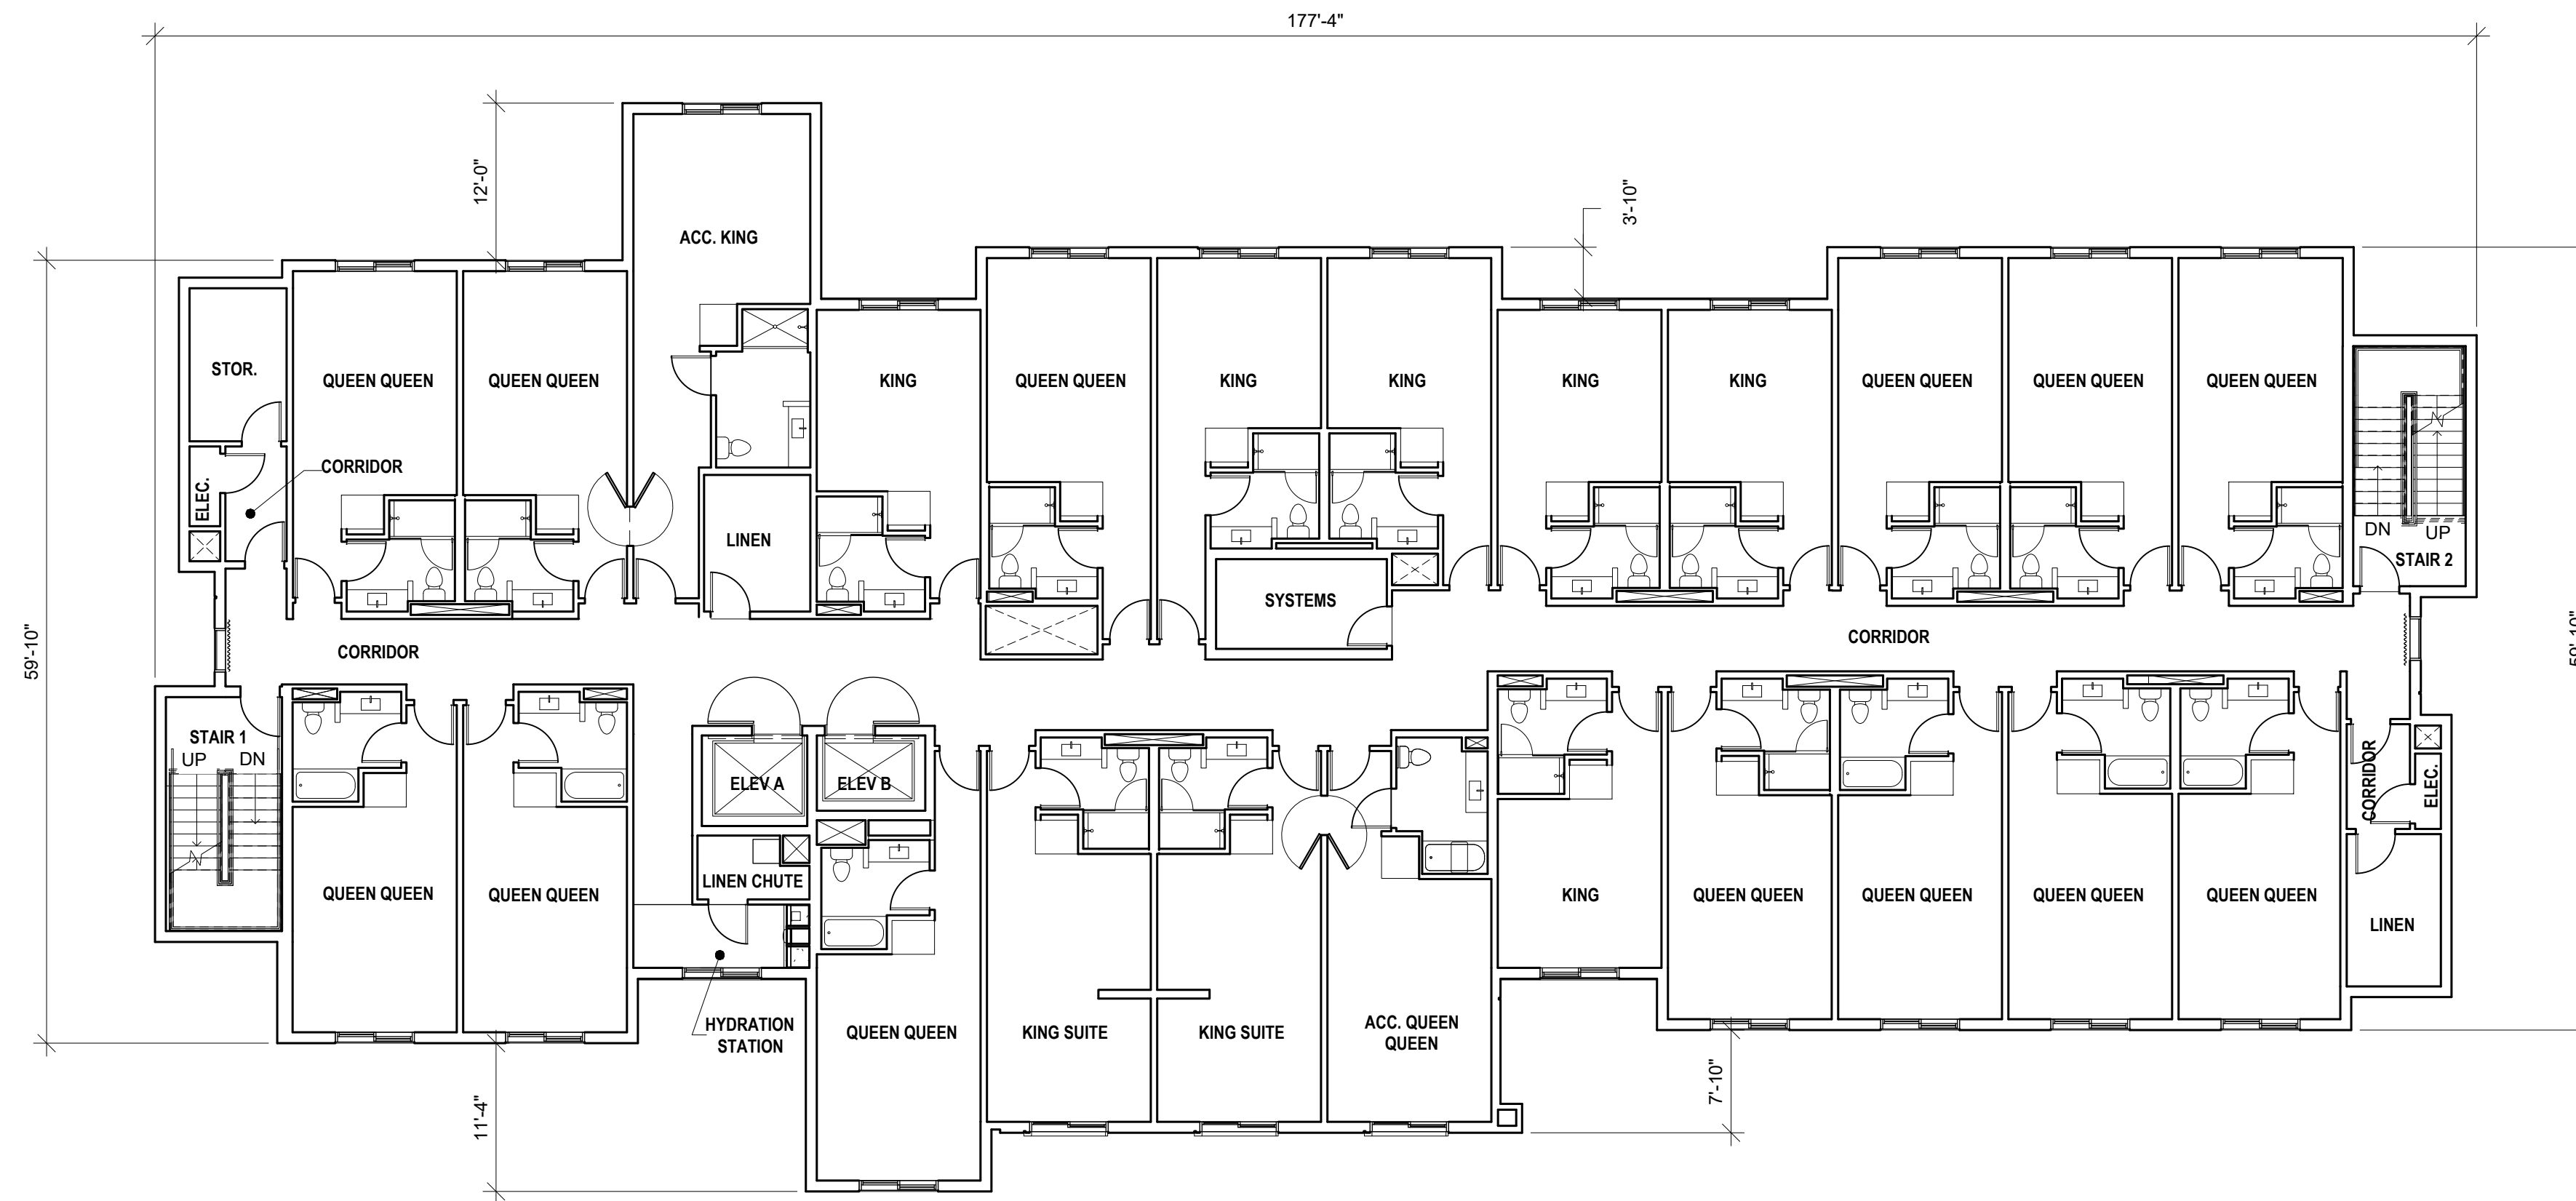 177'-4"
12'-0"
3'-10"
ACC. KING
STOR.
QUEEN QUEEN
QUEEN QUEEN
KING
QUEEN QUEEN
KING
KING
KING
KING
QUEEN QUEEN
QUEEN QUEEN
QUEEN QUEEN
CORRIDOR
ELEC.
LINEN
SYSTEMS
DN
UP
STAIR 2
59'-10"
CORRIDOR
CORRIDOR
59'-10"
STAIR 1
UP
DN
ELEV A
ELEV B
CORRIDOR
ELEC.
LINEN CHUTE
QUEEN QUEEN
QUEEN QUEEN
KING
QUEEN QUEEN
QUEEN QUEEN
QUEEN QUEEN
QUEEN QUEEN
LINEN
HYDRATION
STATION
QUEEN QUEEN
KING SUITE
KING SUITE
ACC. QUEEN
QUEEN
11'-4"
7'-10"